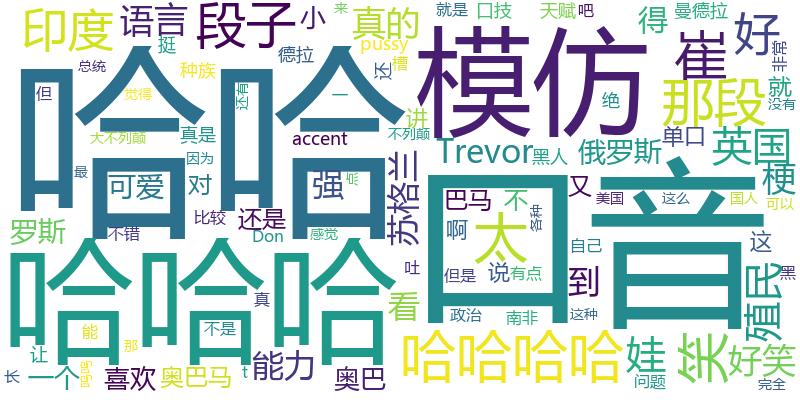 印度
语言
段子
小
真的
口技
来
天赋
吧
得
曼德拉
好
非常
总统
挺
种族
德拉
pussy
就是
崔
但
觉得
还有
还
槽
一
讲
模仿
绝
那段
就
没有
哈哈
大不列颠
真是
因为
accent
不列颠
Trevor
黑人
俄罗斯
单口
英国
梗
最
可爱
对
强
苏格兰
巴马
不
又
美国
这么
国人
可以
罗斯
不错
比较
还是
Don
感觉
啊
太
各种
口音
自己
这
黑
吐
但是
说
有点
到
哈哈哈
真
看
政治
南非
这种
殖民
能
不是
让
那
t
哈哈哈哈
娃
笑
好笑
长
一个
呜呜
喜欢
奥巴马
能力
奥巴
问题
完全